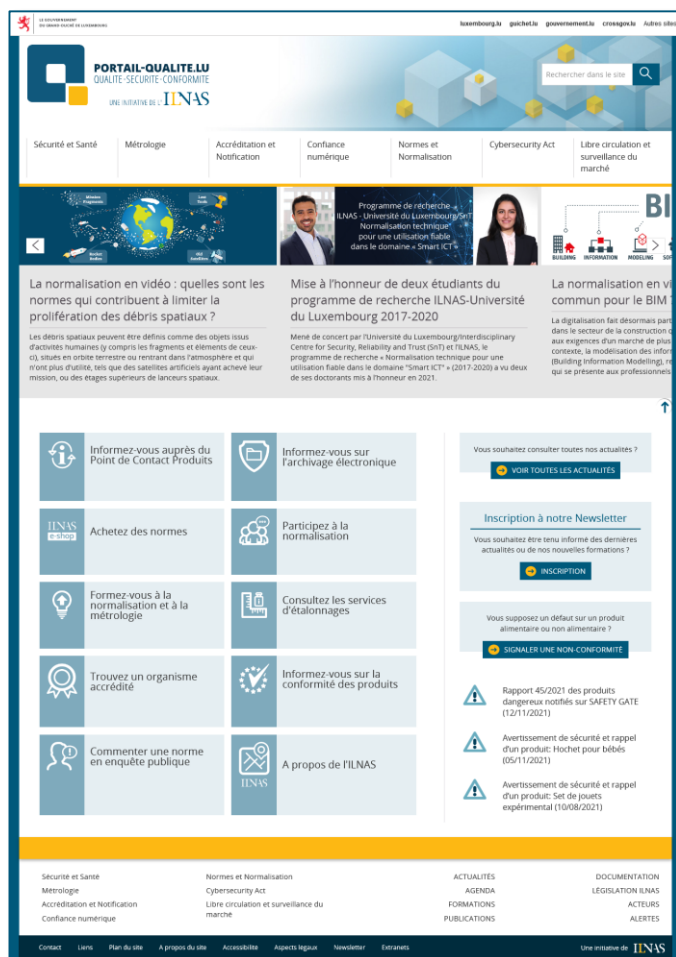 LE GOUVERNEMENT
DU GRAND-DUCHÉ DE LUXEMBOURG
luxembourg.lu guichet.lu gouvernement.lu crossgov.lu Autres sites
PORTAIL-QUALITE.LU
QUALITE-SECURITE-CONFORMITE
UNE INITIATIVE DE L' ILNAS
Rechercher dans le site
Sécurité et Santé
Métrologie
Accréditation et
Notification
Confiance
numérique
Normes et
Normalisation
Cybersecurity Act
Libre circulation et
surveillance du
marché
Mission
Fragments
Lost
Tools
Rocket
Bodies
Old
Satellites
Programme de recherche
ILNAS - Université du Luxembourg/SnT
Normalisation technique
pour une utilisation fiable
dans le domaine « Smart ICT »
BI
BUILDING INFORMATION MODELING SOF
La normalisation en vidéo : quelles sont les
normes qui contribuent à limiter la
prolifération des débris spatiaux ?
Les débris spatiaux peuvent être définis comme des objets issus
d'activités humaines (y compris les fragments et éléments de ceux-
ci), situés en orbite terrestre ou rentrant dans l'atmosphère et qui
n'ont plus d'utilité, tels que des satellites artificiels ayant achevé leur
mission, ou des étages supérieurs de lanceurs spatiaux.
Mise à l'honneur de deux étudiants du
programme de recherche ILNAS-Université
du Luxembourg 2017-2020
Mené de concert par l'Université du Luxembourg/Interdisciplinary
Centre for Security, Reliability and Trust (SnT) et l'ILNAS, le
programme de recherche « Normalisation technique pour une
utilisation fiable dans le domaine "Smart ICT" » (2017-2020) a vu deux
de ses doctorants mis à l'honneur en 2021.
La normalisation en vi
commun pour le BIM ?
La digitalisation fait désormais part
dans le secteur de la construction q
aux exigences d'un marché de plus
contexte, la modélisation des infor
(Building Information Modelling), re
qui se présente aux professionnels
Informez-vous auprès du
Point de Contact Produits
Informez-vous sur
l'archivage électronique
ILNAS
e-shop
Achetez des normes
Participez à la
normalisation
Formez-vous à la
normalisation et à la
métrologie
Consultez les services
d'étalonnages
Trouvez un organisme
accrédité
Informez-vous sur la
conformité des produits
Commenter une norme
en enquête publique
ILNAS
A propos de l'ILNAS
Vous souhaitez consulter toutes nos actualités ?
VOIR TOUTES LES ACTUALITÉS
Inscription à notre Newsletter
Vous souhaitez être tenu informé des dernières
actualités ou de nos nouvelles formations ?
INSCRIPTION
Vous supposez un défaut sur un produit
alimentaire ou non alimentaire ?
SIGNALER UNE NON-CONFORMITÉ
Rapport 45/2021 des produits
dangereux notifiés sur SAFETY GATE
(12/11/2021)
Avertissement de sécurité et rappel
d'un produit: Hochet pour bébés
(05/11/2021)
Avertissement de sécurité et rappel
d'un produit: Set de jouets
expérimental (10/08/2021)
Sécurité et Santé
Métrologie
Accréditation et Notification
Confiance numérique
Normes et Normalisation
Cybersecurity Act
Libre circulation et surveillance du
marché
ACTUALITÉS
AGENDA
FORMATIONS
PUBLICATIONS
DOCUMENTATION
LÉGISLATION ILNAS
ACTEURS
ALERTES
Contact Liens Plan du site A propos du site Accessibilité Aspects légaux Newsletter Extranets
Une initiative de ILNAS